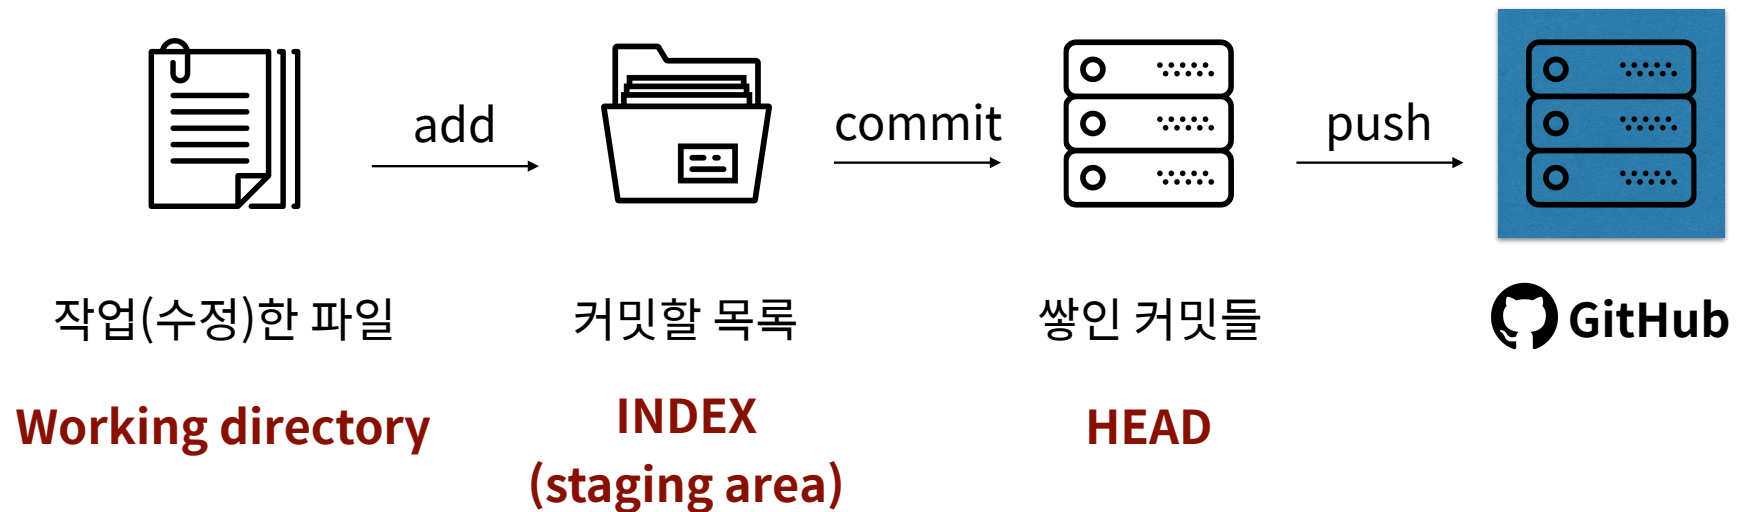 add
commit
push
작업(수정)한 파일
커밋할 목록
쌓인 커밋들
GitHub
Working directory
INDEX
(staging area)
HEAD